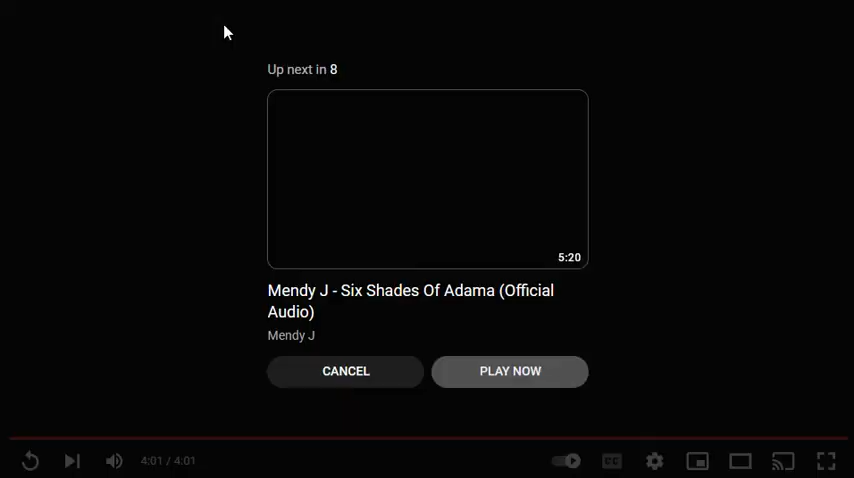 Up next in 8
5:20
Mendy J - Six Shades Of Adama (Official
Audio)
Mendy J
CANCEL
PLAY NOW
4:01 / 4:01
CC